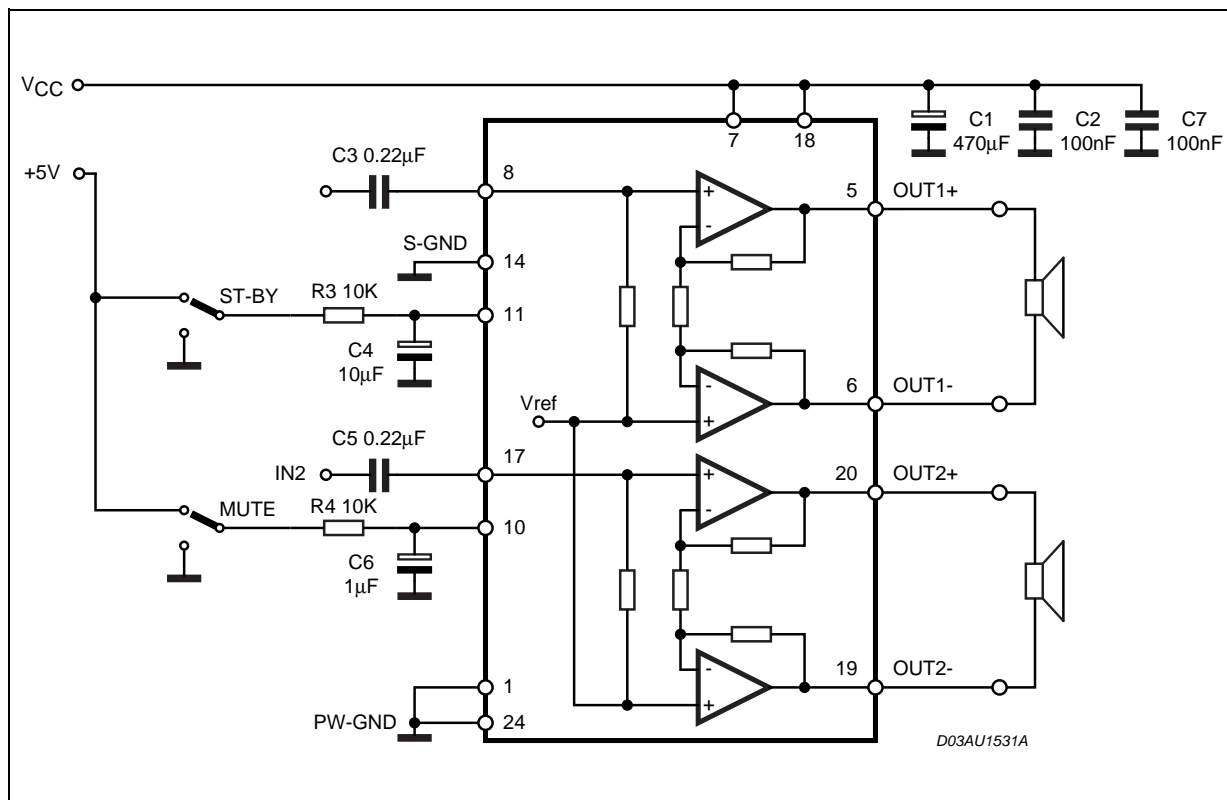 VCC
7
18
C1
470µF
C2
100nF
C7
100nF
+5V
C3 0.22µF
8
5
OUT1+
S-GND
14
ST-BY
R3 10K
11
C4
10µF
6
OUT1-
Vref
C5 0.22µF
IN2
17
20
OUT2+
MUTE
R4 10K
10
C6
1µF
1
19
OUT2-
PW-GND
24
+
-
-
+
+
-
-
+
D03AU1531A